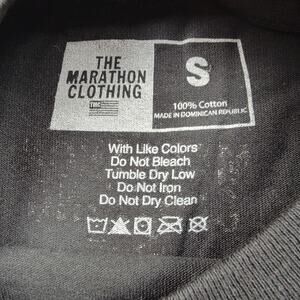 THE
MARATHON
CLOTHING
TMC
S
100% Cotton
MADE IN DOMINICAN REPUBLIC
With Like Colors
Do Not Bleach
Tumble Dry Low
Do Not Iron
Do Not Dry Clean